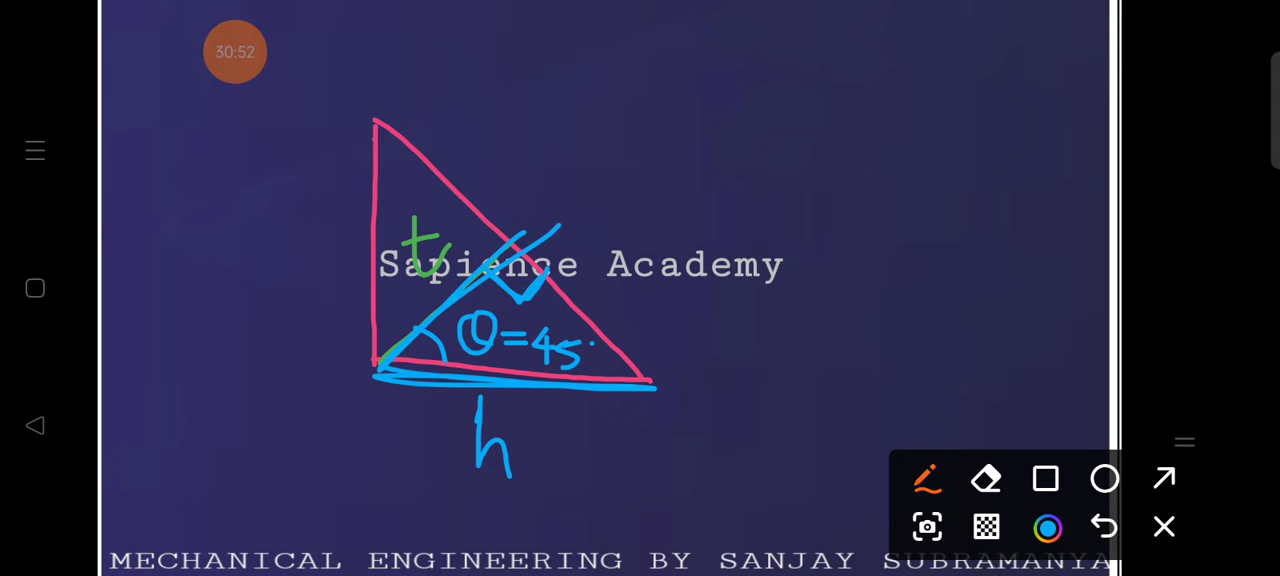 30:52
t
Sapience Academy
θ=45
h
MECHANICAL ENGINEERING BY SANJAY SUBRAMANYA